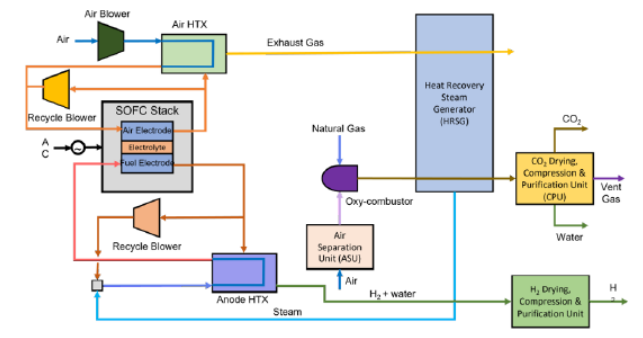 Air Blower
Air
Air HTX
Exhaust Gas
Recycle Blower
SOFC Stack
Air Electrode
Electrolyte
Fuel Electrode
A
C
Recycle Blower
Anode HTX
Steam
Natural Gas
Oxy-combustor
Air
Separation
Unit (ASU)
Air
H₂ + water
Heat Recovery
Steam
Generator
(HRSG)
CO₂
CO₂ Drying,
Compression &
Purification Unit
(CPU)
Vent
Gas
Water
H₂ Drying,
Compression &
Purification Unit
H
2